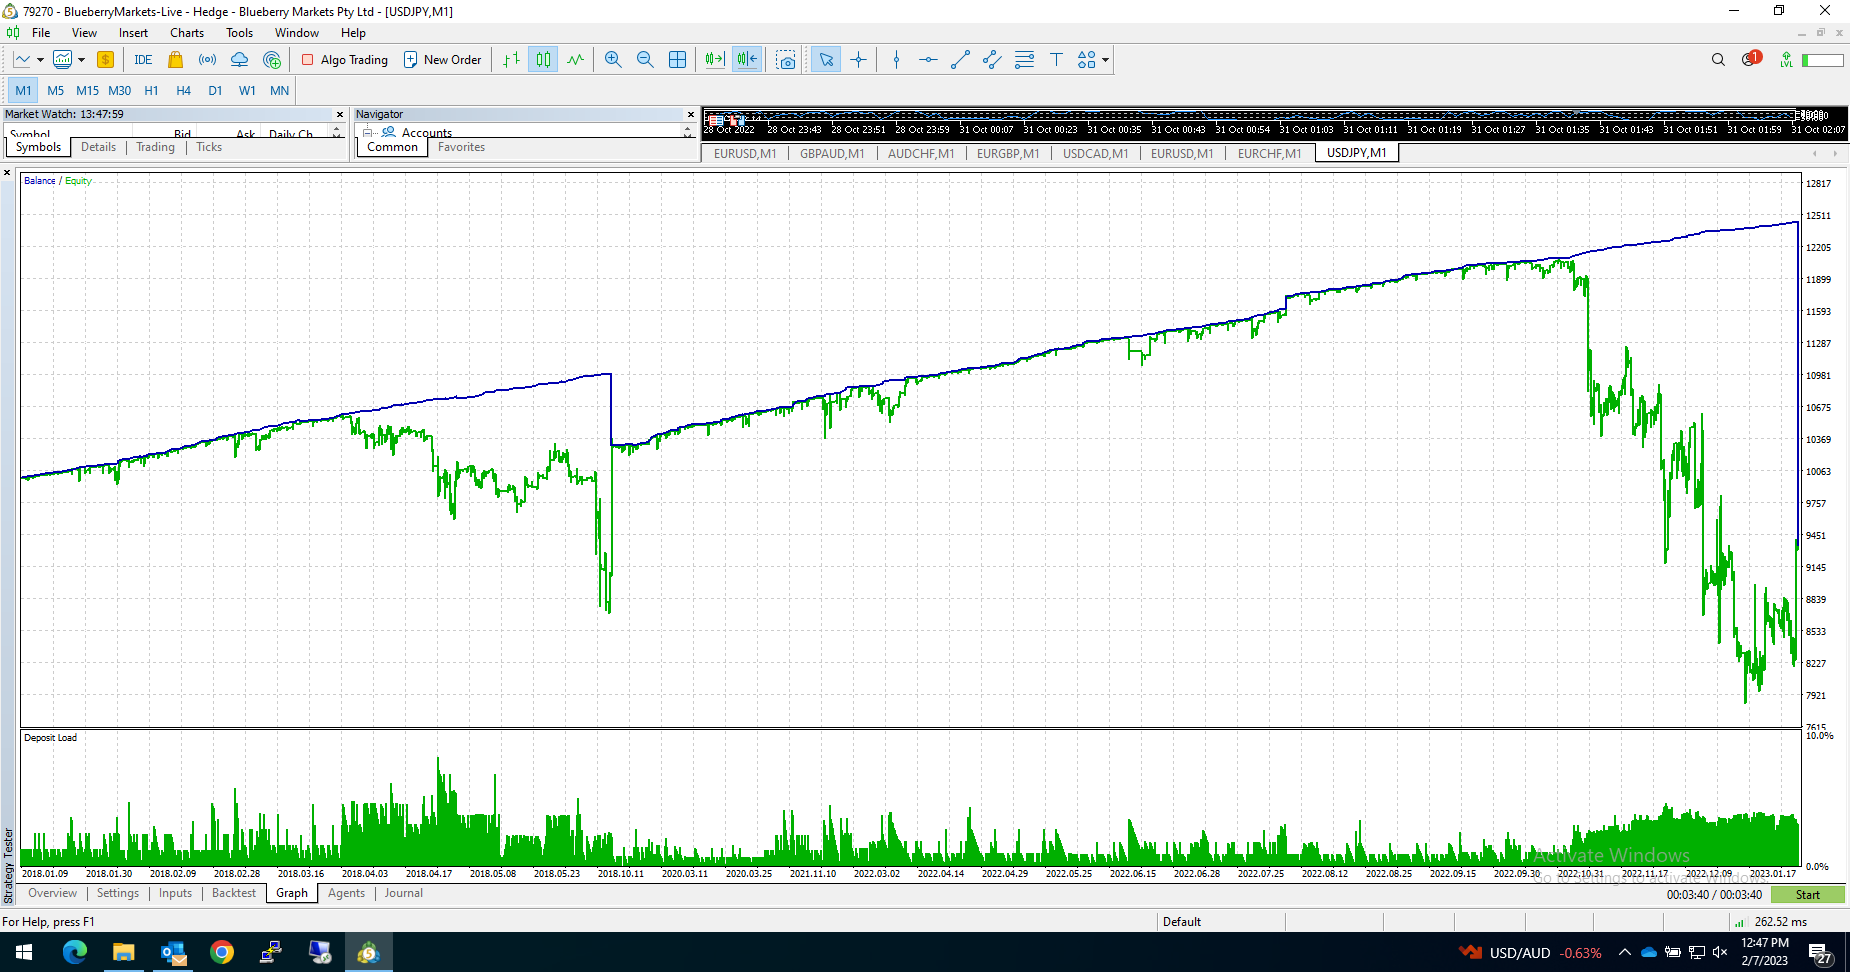 79270 - BlueberryMarkets-Live - Hedge - Blueberry Markets Pty Ltd - [USDJPY,M1]
File View Insert Charts Tools Window Help
$ IDE Algo Trading New Order T 1 LVL
M1 M5 M15 M30 H1 H4 D1 W1 MN
Market Watch: 13:47:59
Symbol Bid Ask Daily Ch...
Symbols Details Trading Ticks
Navigator
Accounts
Common Favorites
28 Oct 2022 28 Oct 23:43 28 Oct 23:51 28 Oct 23:59 31 Oct 00:07 31 Oct 00:23 31 Oct 00:35 31 Oct 00:43 31 Oct 00:54 31 Oct 01:03 31 Oct 01:11 31 Oct 01:19 31 Oct 01:27 31 Oct 01:35 31 Oct 01:43 31 Oct 01:51 31 Oct 01:59 31 Oct 02:07
EURUSD,M1 GBPAUD,M1 AUDCHF,M1 EURGBP,M1 USDCAD,M1 EURUSD,M1 EURCHF,M1 USDJPY,M1
Balance / Equity
12817
12511
12205
11899
11593
11287
10981
10675
10369
10063
9757
9451
9145
8839
8533
8227
7921
7615
Deposit Load
10.0%
0.0%
2018.01.09 2018.01.30 2018.02.09 2018.02.28 2018.03.16 2018.04.03 2018.04.17 2018.05.08 2018.05.23 2018.10.11 2020.03.11 2020.03.25 2021.11.10 2022.03.02 2022.04.14 2022.04.29 2022.05.25 2022.06.15 2022.06.28 2022.07.25 2022.08.12 2022.08.25 2022.09.15 2022.09.30 2022.10.31 2022.11.17 2022.12.09 2023.01.17
Activate Windows
Go to Settings to activate Windows.
Strategy Tester
Overview Settings Inputs Backtest Graph Agents Journal
00:03:40 / 00:03:40 Start
For Help, press F1 Default 262.52 ms
USD/AUD -0.63% 12:47 PM
2/7/2023
27